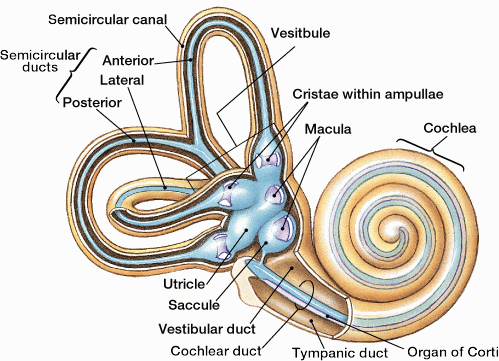 Semicircular canal
Vesitbule
Semicircular
ducts
Anterior
Lateral
Posterior
Cristae within ampullae
Macula
Cochlea
Utricle
Saccule
Vestibular duct
Cochlear duct
Tympanic duct
Organ of Corti